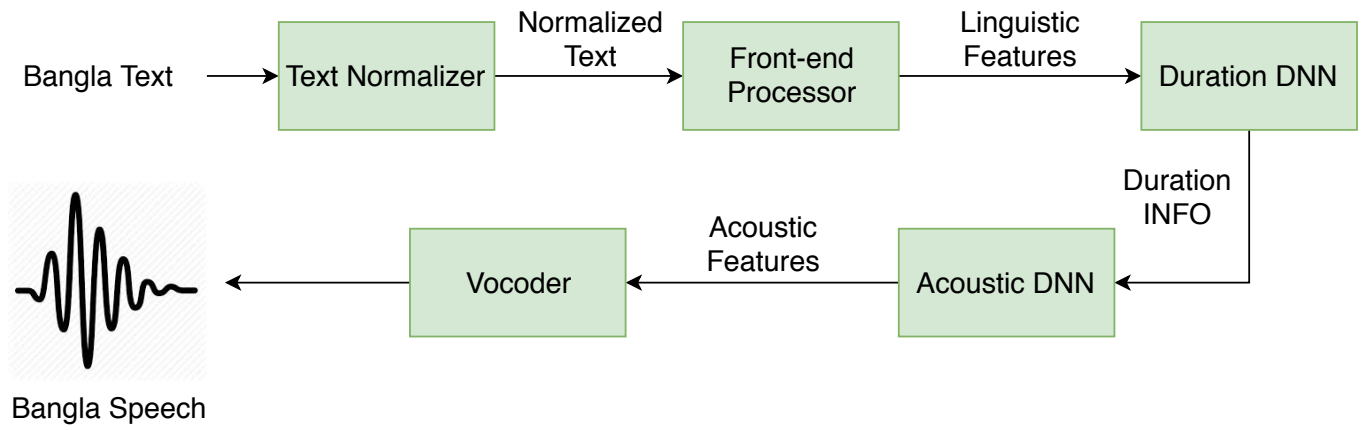 Bangla Text
Text Normalizer
Normalized
Text
Front-end
Processor
Linguistic
Features
Duration DNN
Duration
INFO
Acoustic DNN
Acoustic
Features
Vocoder
Bangla Speech